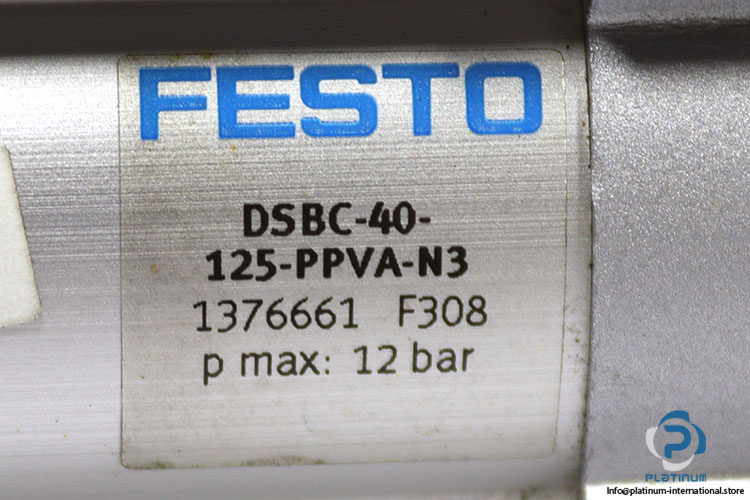 FESTO
DSBC-40-
125-PPVA-N3
1376661 F308
p max: 12 bar
PLATINUM
Info@platinum-international.store